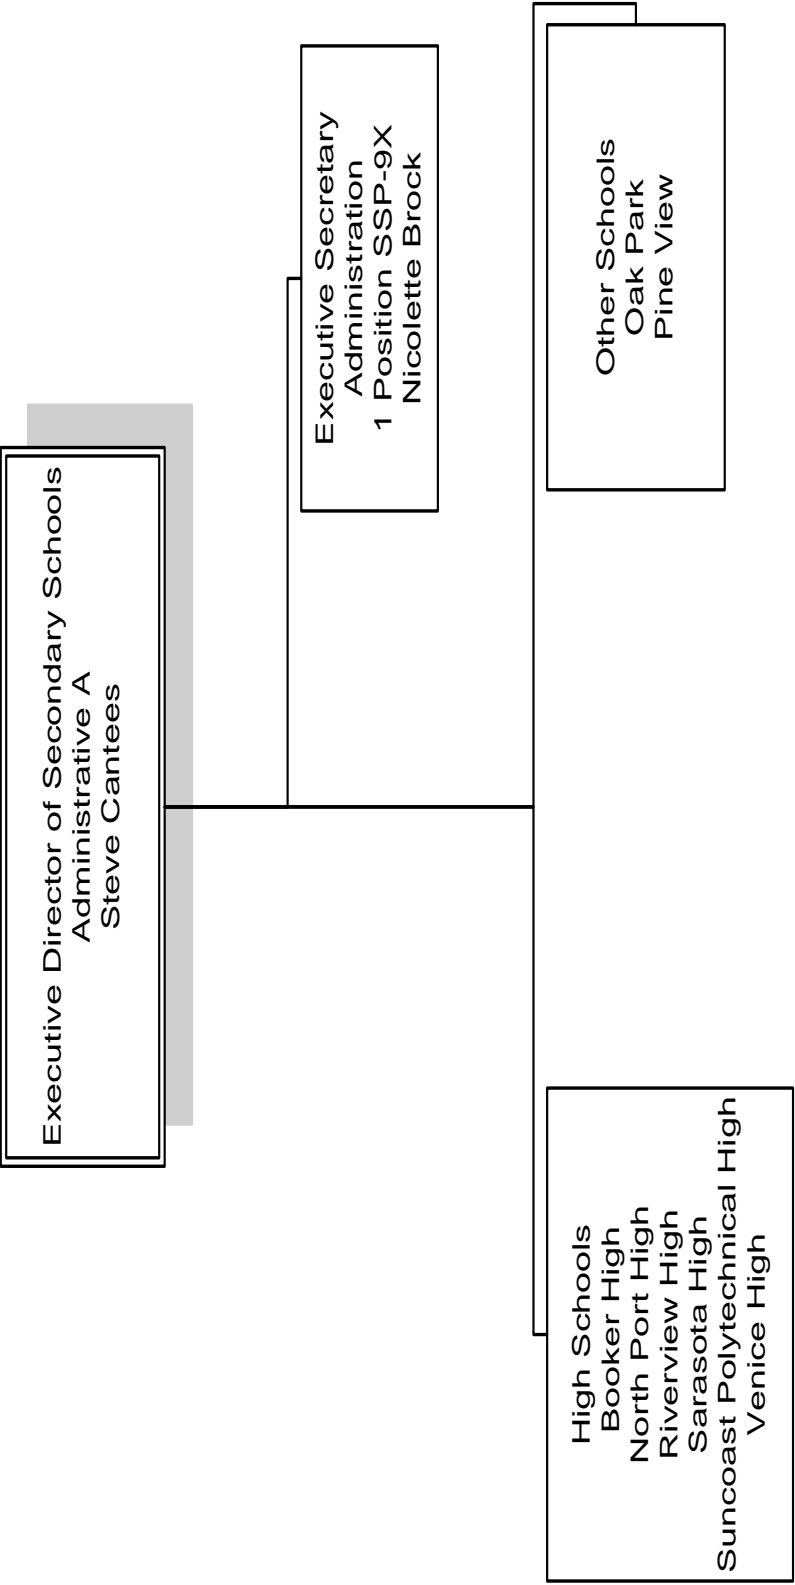 Executive Director of Secondary Schools
Administrative A
Steve Cantees
Executive Secretary
Administration
1 Position SSP-9X
Nicolette Brock
High Schools
Booker High
North Port High
Riverview High
Sarasota High
Suncoast Polytechnical High
Venice High
Other Schools
Oak Park
Pine View